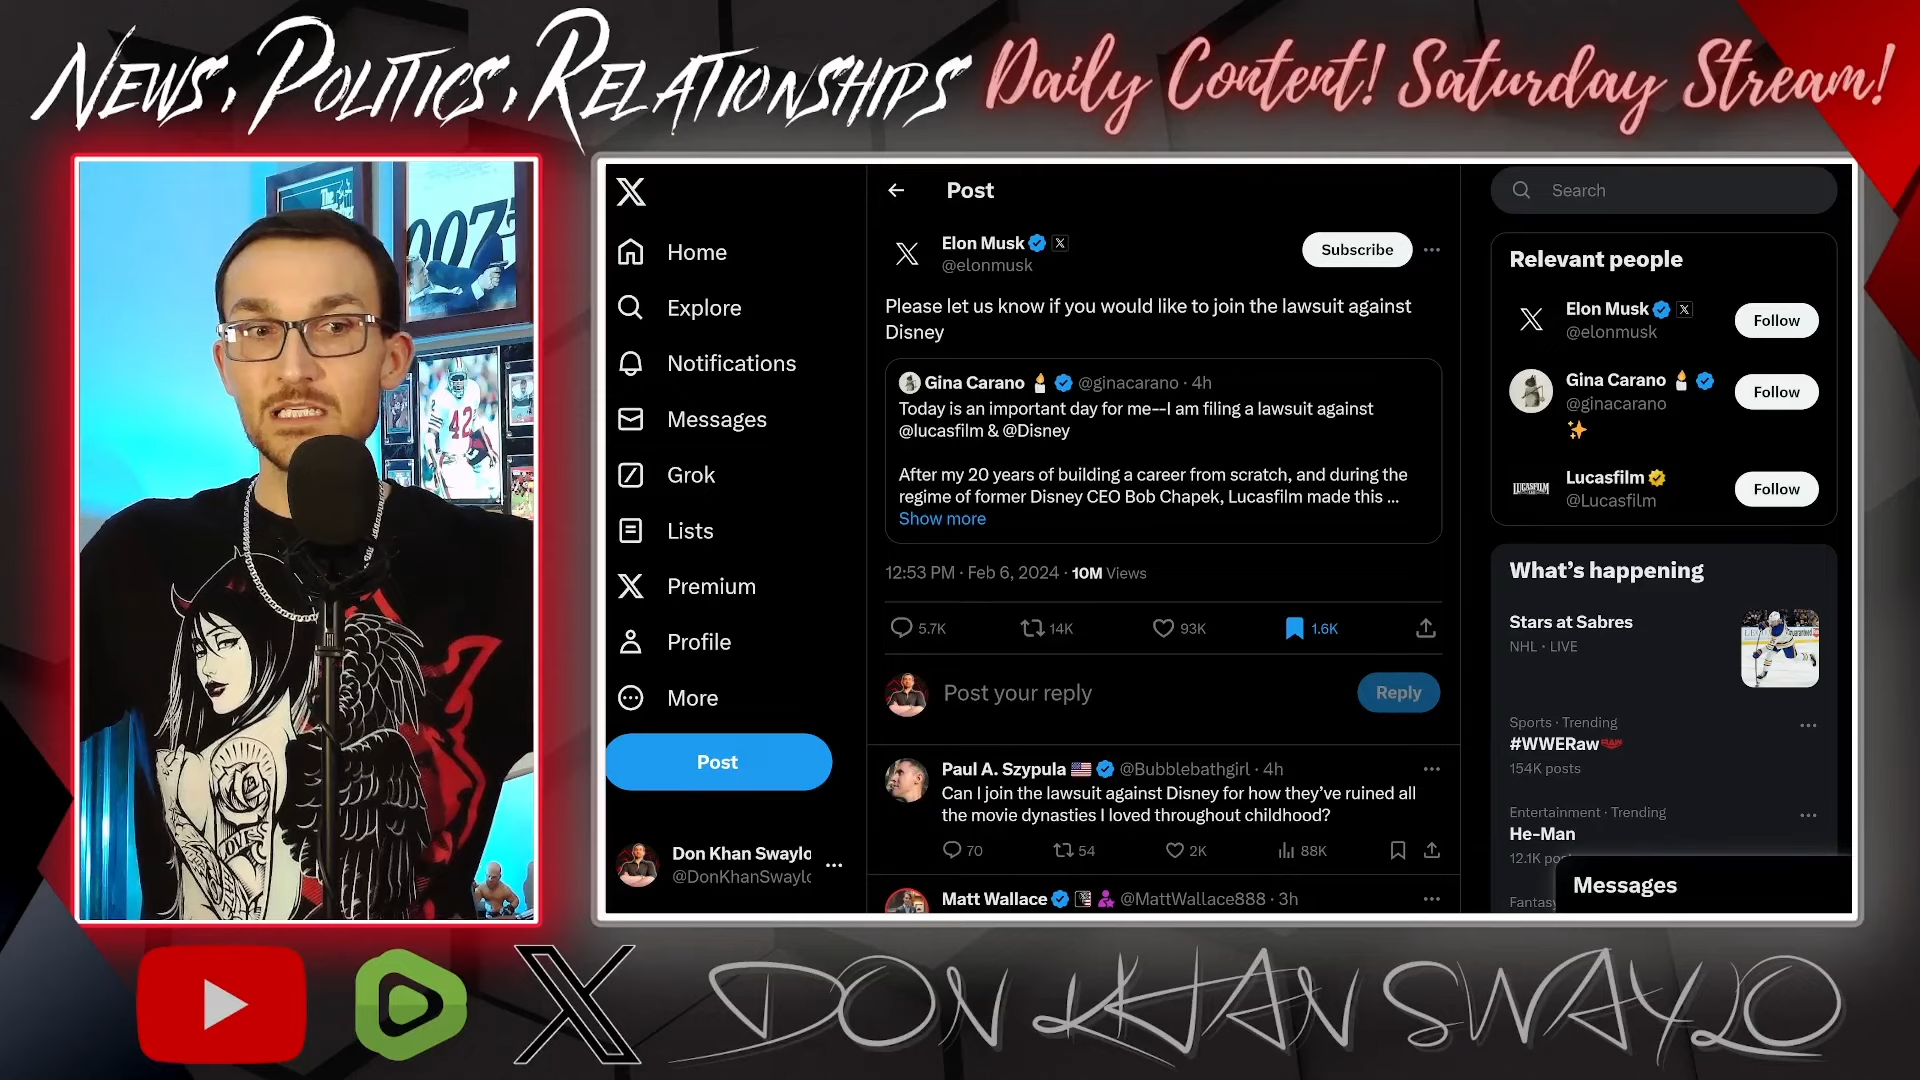 NEWS, POLITICS, RELATIONSHIPS
Daily Content! Saturday Stream!
007
42
LOVE
Home
Explore
Notifications
Messages
Grok
Lists
Premium
Profile
More
Post
Don Khan Swaylo
@DonKhanSwaylo
Post
Elon Musk
@elonmusk
Subscribe
Please let us know if you would like to join the lawsuit against
Disney
Gina Carano @ginacarano · 4h
Today is an important day for me--I am filing a lawsuit against
@lucasfilm & @Disney
After my 20 years of building a career from scratch, and during the
regime of former Disney CEO Bob Chapek, Lucasfilm made this ...
Show more
12:53 PM · Feb 6, 2024 · 10M Views
5.7K 14K 93K 1.6K
Post your reply
Reply
Paul A. Szypula @Bubblebathgirl · 4h
Can I join the lawsuit against Disney for how they've ruined all
the movie dynasties I loved throughout childhood?
70 54 2K 88K
Matt Wallace @MattWallace888 · 3h
Search
Relevant people
Elon Musk
@elonmusk
Follow
Gina Carano
@ginacarano
Follow
LUCASFILM
Lucasfilm
@Lucasfilm
Follow
What's happening
Stars at Sabres
NHL · LIVE
Sports · Trending
#WWERaw
154K posts
Entertainment · Trending
He-Man
12.1K po
Fantasy
Messages
DON KHAN SWAYLO